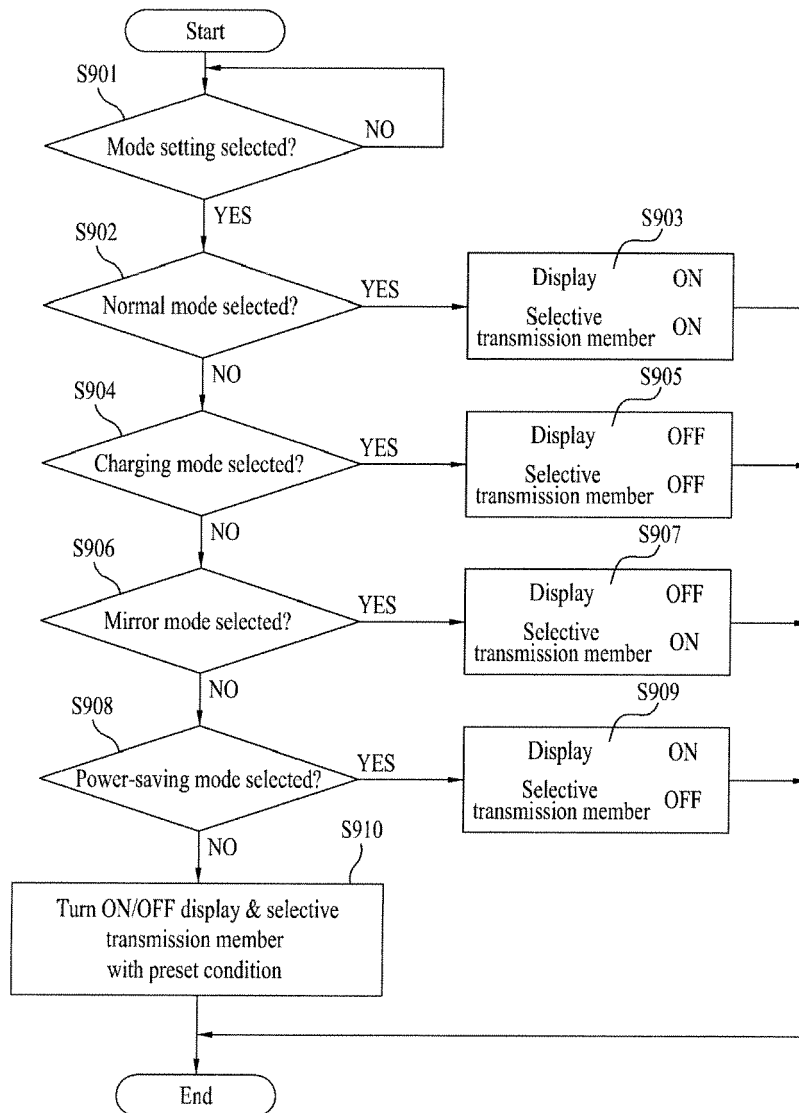 Start
S901
Mode setting selected?
NO
YES
S902
Normal mode selected?
YES
NO
S903
Display ON
Selective
transmission member ON
S904
Charging mode selected?
YES
NO
S905
Display OFF
Selective
transmission member OFF
S906
Mirror mode selected?
YES
NO
S907
Display OFF
Selective
transmission member ON
S908
Power-saving mode selected?
YES
NO
S909
Display ON
Selective
transmission member OFF
S910
Turn ON/OFF display & selective
transmission member
with preset condition
End